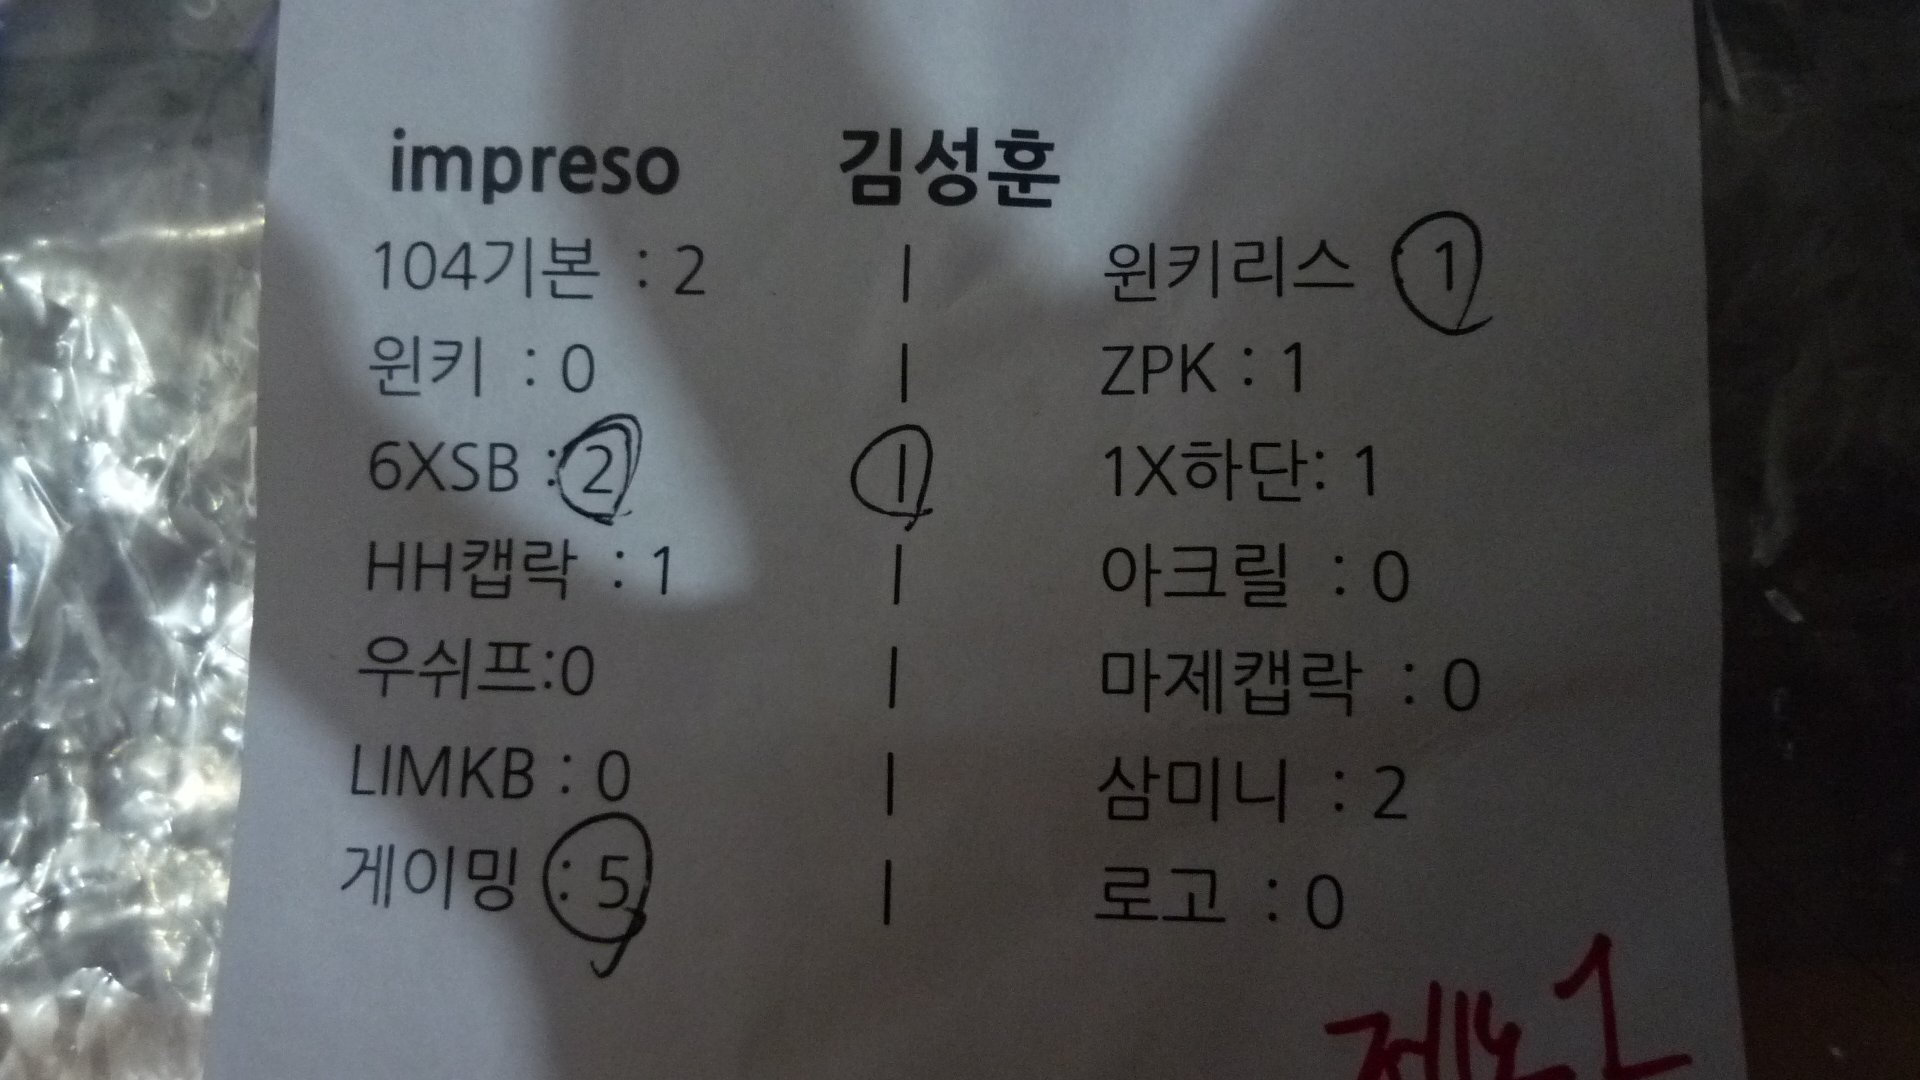 impreso 김성훈
104기본 : 2 | 윈키리스 1
윈키 : 0 | ZPK : 1
6XSB : 2 | 1X하단: 1
HH캡락 : 1 | 아크릴 : 0
우쉬프:0 | 마제캡락 : 0
LIMKB : 0 | 삼미니 : 2
게이밍 : 5 | 로고 : 0
1